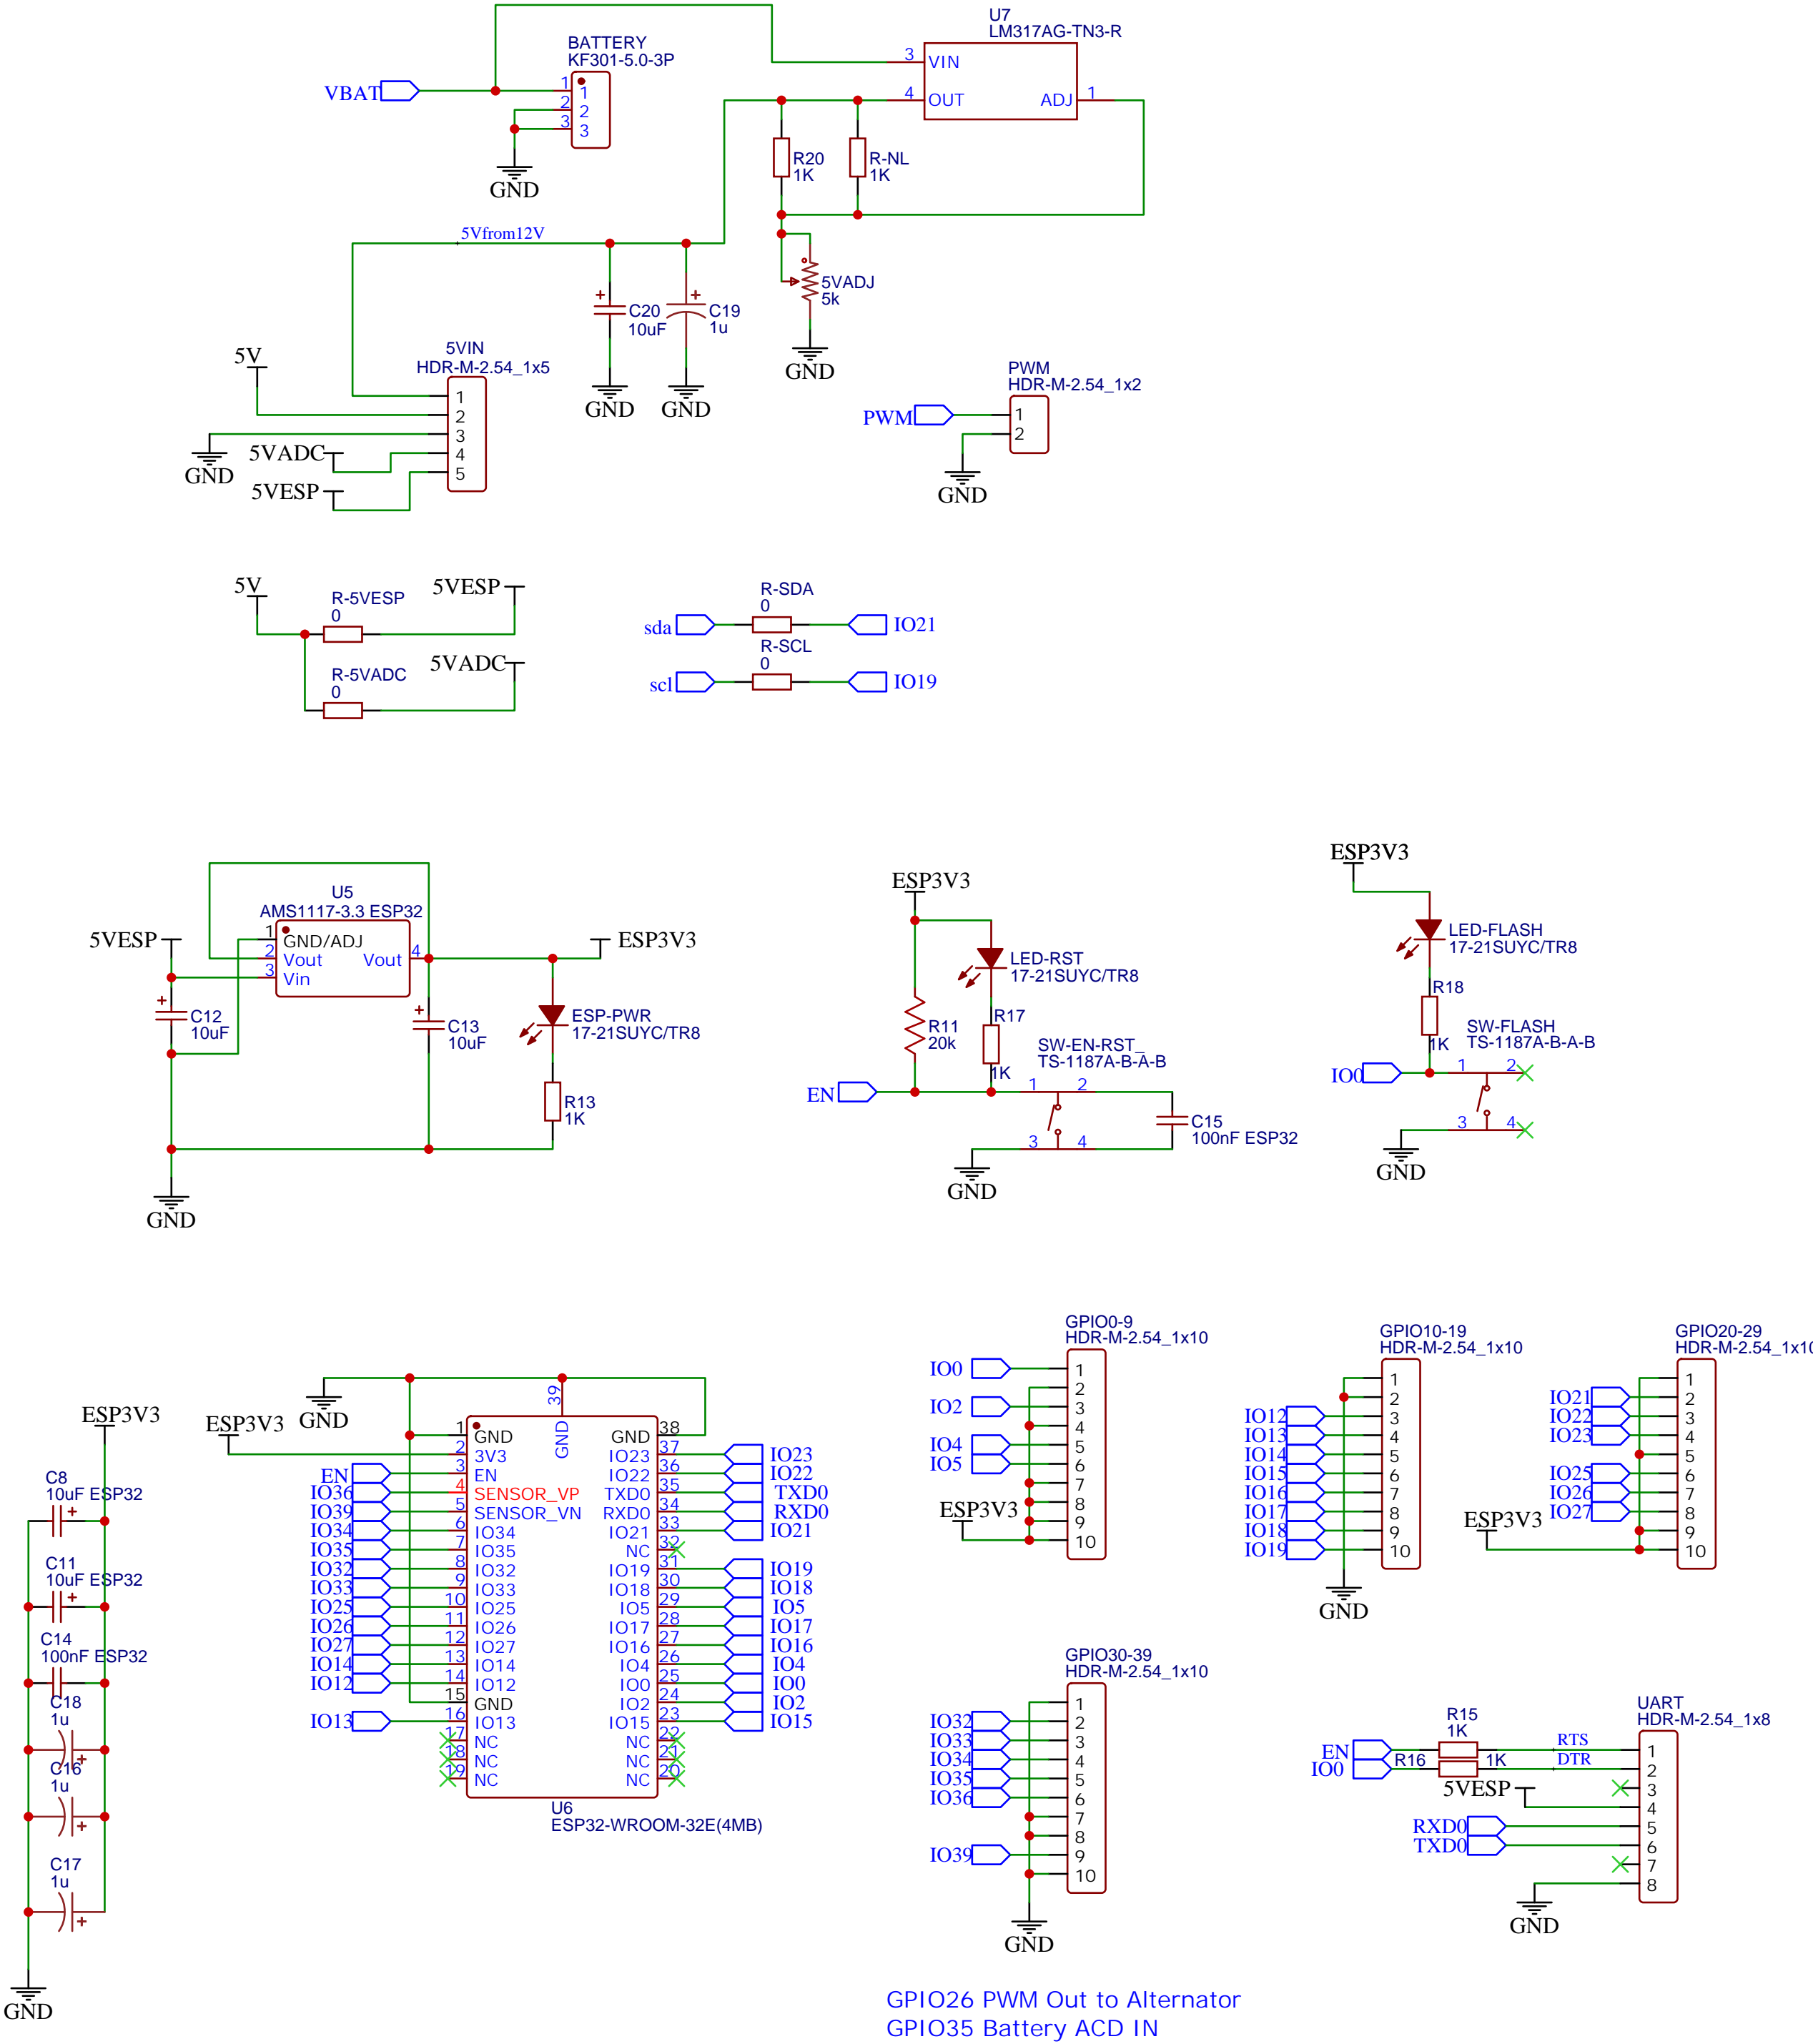 U7
LM317AG-TN3-R
BATTERY
KF301-5.0-3P
VBAT
1 1
2 2
3 3
GND
3 VIN
4 OUT
ADJ 1
R20
1K
R-NL
1K
5Vfrom12V
5VADJ
5k
GND
C20
10uF
C19
1u
GND
GND
5V
5VIN
HDR-M-2.54_1x5
1
2
3
4
5
GND
5VADC
5VESP
PWM
HDR-M-2.54_1x2
PWM
1
2
GND
5V
R-5VESP
0
5VESP
R-5VADC
0
5VADC
R-SDA
0
sda
IO21
R-SCL
0
scl
IO19
U5
AMS1117-3.3 ESP32
5VESP
1 GND/ADJ
2 Vout
3 Vin
Vout 4
ESP3V3
C12
10uF
C13
10uF
ESP-PWR
17-21SUYC/TR8
R13
1K
GND
ESP3V3
LED-RST
17-21SUYC/TR8
R11
20k
R17
1K
SW-EN-RST_
TS-1187A-B-A-B
EN
1 2
3 4
C15
100nF ESP32
GND
ESP3V3
LED-FLASH
17-21SUYC/TR8
R18
1K
SW-FLASH
TS-1187A-B-A-B
IO0
1 2
3 4
GND
ESP3V3
C8
10uF ESP32
C11
10uF ESP32
C14
100nF ESP32
C18
1u
C16
1u
C17
1u
GND
ESP3V3
GND
39
GND
1 GND
2 3V3
EN 3 EN
IO36 4 SENSOR_VP
IO39 5 SENSOR_VN
IO34 6 IO34
IO35 7 IO35
IO32 8 IO32
IO33 9 IO33
IO25 10 IO25
IO26 11 IO26
IO27 12 IO27
IO14 13 IO14
IO12 14 IO12
15 GND
IO13 16 IO13
17 NC
18 NC
19 NC
GND 38
IO23 37 IO23
IO22 36 IO22
TXD0 35 TXD0
RXD0 34 RXD0
IO21 33 IO21
NC 32
IO19 31 IO19
IO18 30 IO18
IO5 29 IO5
IO17 28 IO17
IO16 27 IO16
IO4 26 IO4
IO0 25 IO0
IO2 24 IO2
IO15 23 IO15
NC 22
NC 21
NC 20
U6
ESP32-WROOM-32E(4MB)
GPIO0-9
HDR-M-2.54_1x10
IO0 1
2
IO2 3
4
IO4 5
IO5 6
7
ESP3V3 8
9
10
GPIO10-19
HDR-M-2.54_1x10
1
2
IO12 3
IO13 4
IO14 5
IO15 6
IO16 7
IO17 8
IO18 9
IO19 10
GND
GPIO20-29
HDR-M-2.54_1x10
1
IO21 2
IO22 3
IO23 4
5
IO25 6
IO26 7
IO27 8
ESP3V3 9
10
GPIO30-39
HDR-M-2.54_1x10
1
IO32 2
IO33 3
IO34 4
IO35 5
IO36 6
7
8
IO39 9
10
GND
UART
HDR-M-2.54_1x8
R15
1K
EN RTS 1
IO0 R16 1K DTR 2
3
5VESP 4
RXD0 5
TXD0 6
7
8
GND
GPIO26 PWM Out to Alternator
GPIO35 Battery ACD IN